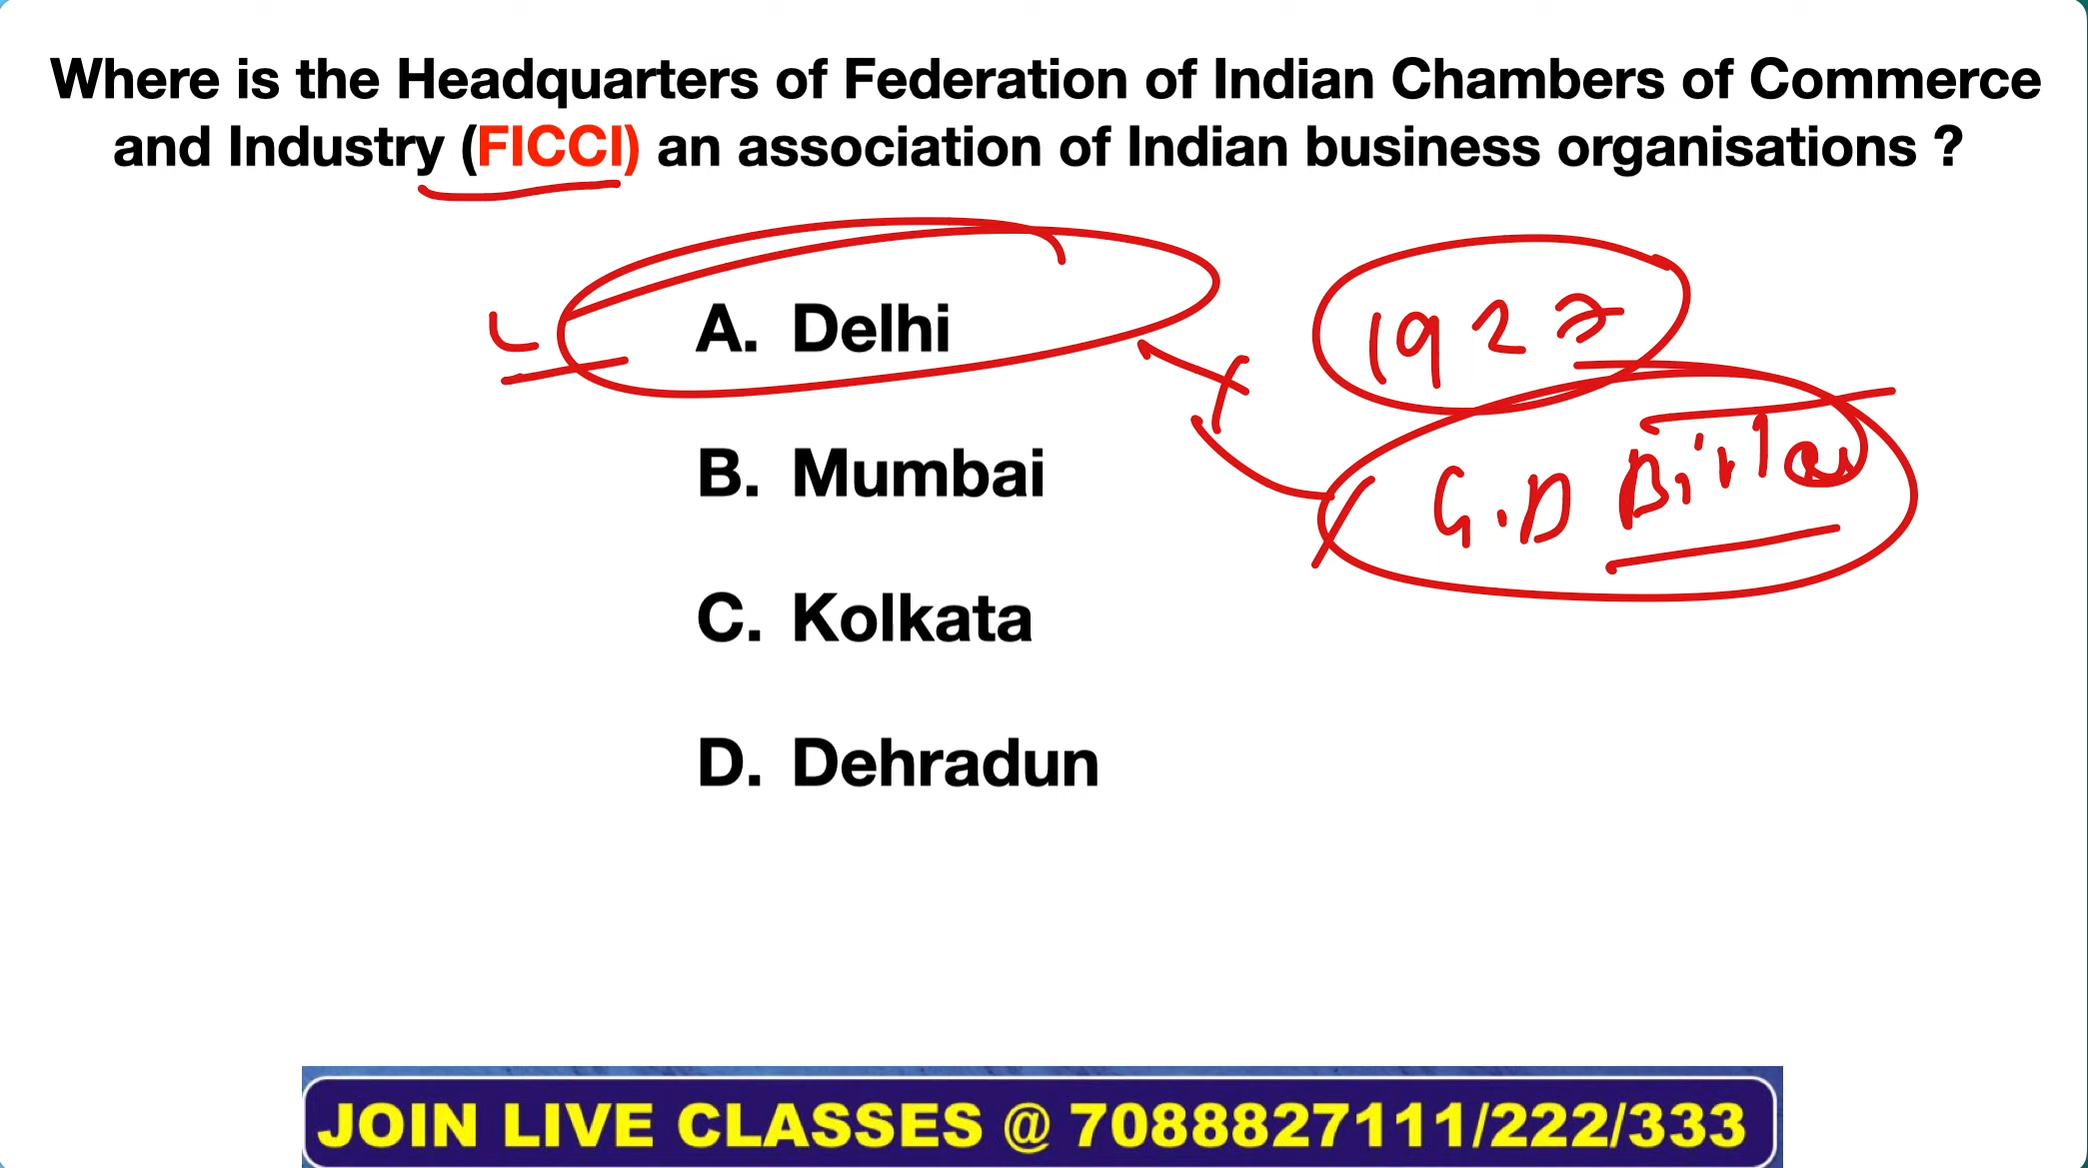 Where is the Headquarters of Federation of Indian Chambers of Commerce
and Industry (FICCI) an association of Indian business organisations ?
A. Delhi
1927
B. Mumbai
G.D Birla
C. Kolkata
D. Dehradun
JOIN LIVE CLASSES @ 7088827111/222/333